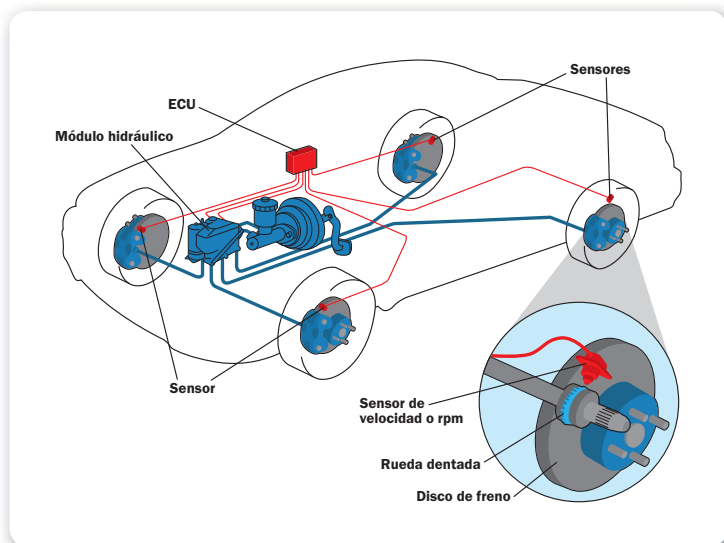 Sensores
ECU
Módulo hidráulico
Sensor
Sensor de
velocidad o rpm
Rueda dentada
Disco de freno